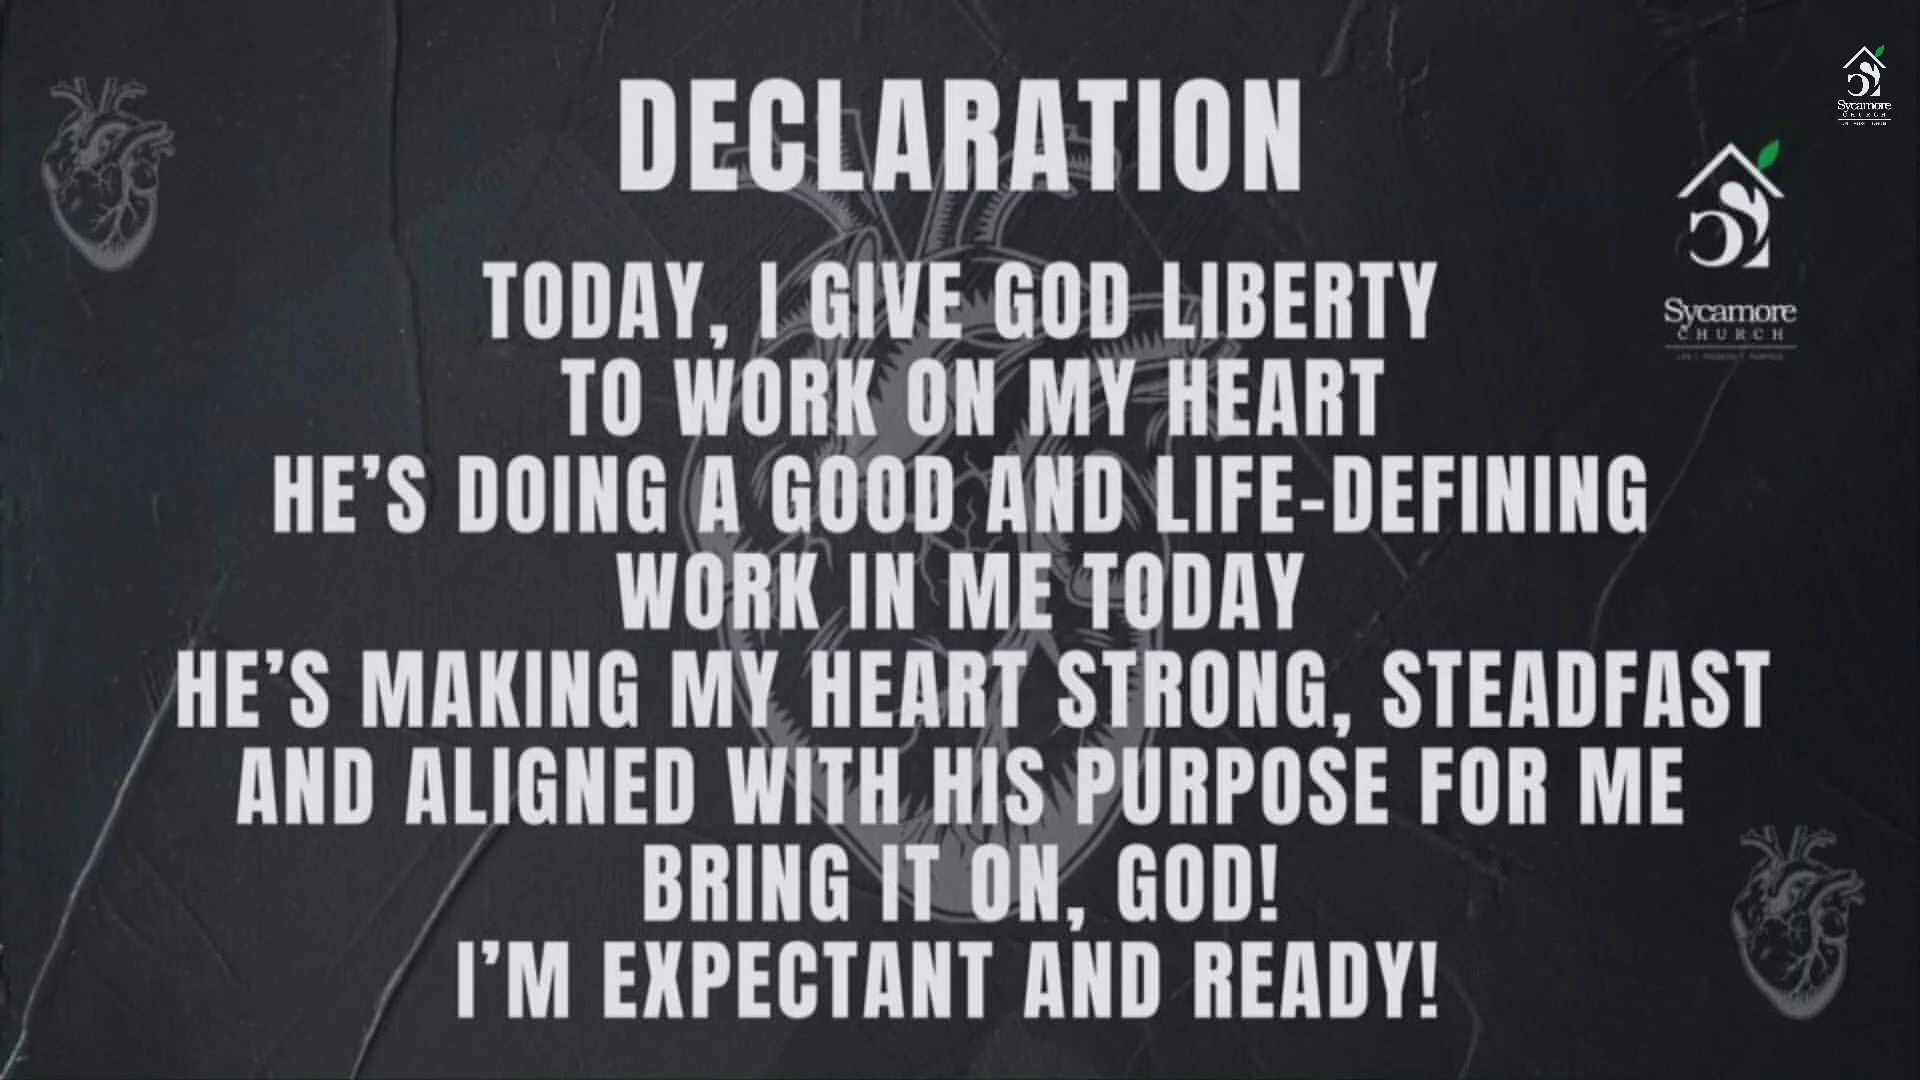 DECLARATION
TODAY, I GIVE GOD LIBERTY
TO WORK ON MY HEART
HE'S DOING A GOOD AND LIFE-DEFINING
WORK IN ME TODAY
HE'S MAKING MY HEART STRONG, STEADFAST
AND ALIGNED WITH HIS PURPOSE FOR ME
BRING IT ON, GOD!
I'M EXPECTANT AND READY!
Sycamore
CHURCH
Sycamore
CHURCH